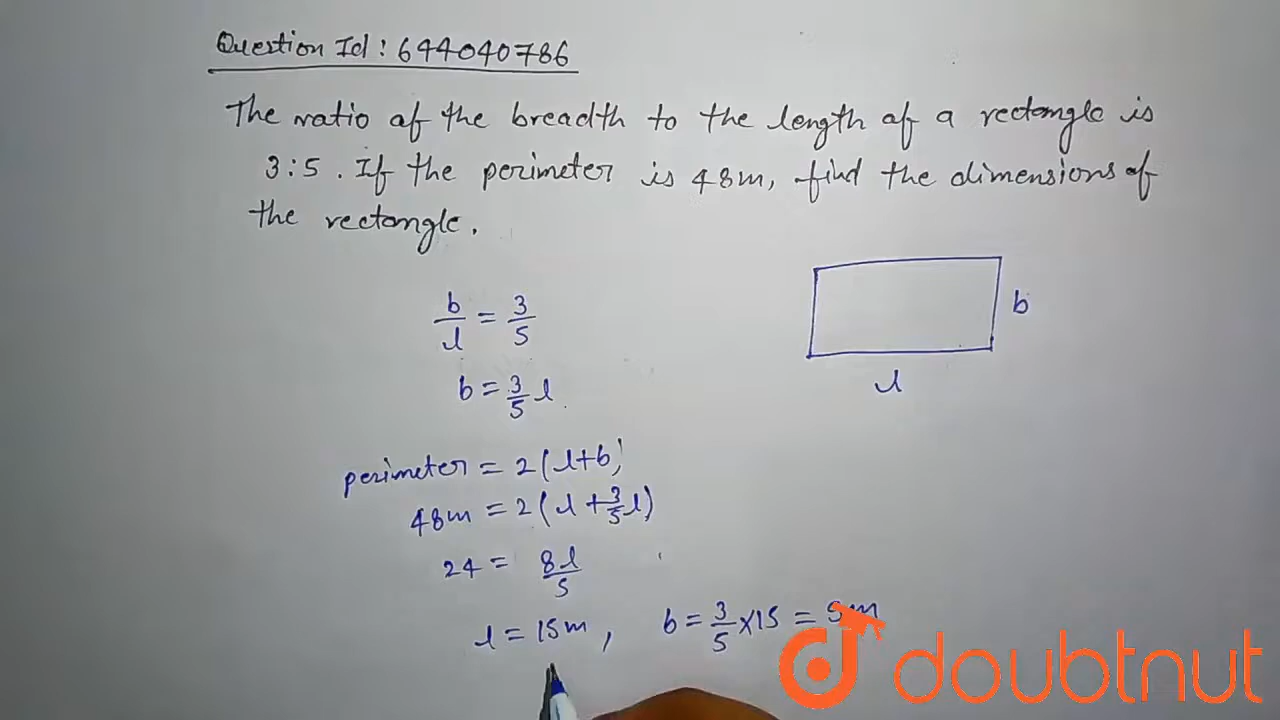 Question Id : 644040786
The ratio of the breadth to the length of a rectangle is
3:5 . If the perimeter is 48m, find the dimensions of
the rectangle.
b/l = 3/5
b
b = 3/5 l
l
perimeter = 2(l+b)
48m = 2(l + 3/5 l)
24 = 8l/5
l = 15m , b = 3/5 × 15 = 5m
doubtnut